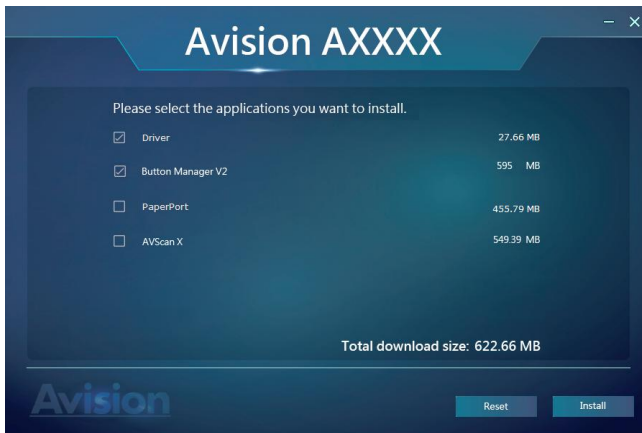 Avision AXXXX
Please select the applications you want to install.
Driver 27.66 MB
Button Manager V2 595 MB
PaperPort 455.79 MB
AVScan X 549.39 MB
Total download size: 622.66 MB
Avision
Reset Install